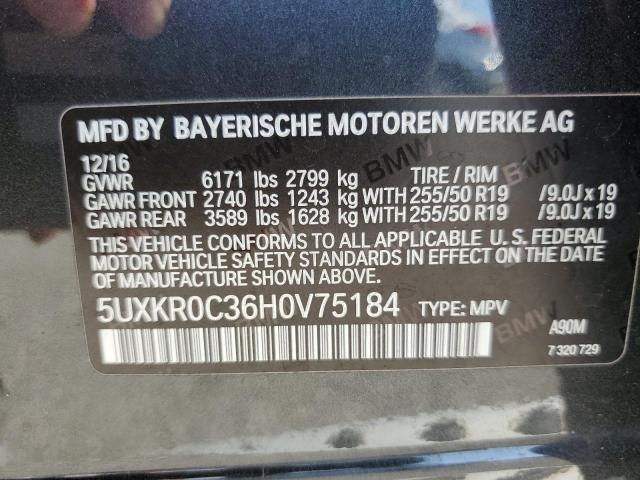 MFD BY BAYERISCHE MOTOREN WERKE AG
12/16
GVWR 6171 lbs 2799 kg TIRE / RIM
GAWR FRONT 2740 lbs 1243 kg WITH 255/50 R19 /9.0J x 19
GAWR REAR 3589 lbs 1628 kg WITH 255/50 R19 /9.0J x 19
THIS VEHICLE CONFORMS TO ALL APPLICABLE U. S. FEDERAL
MOTOR VEHICLE SAFETY STANDARDS IN EFFECT ON THE DATE
OF MANUFACTURE SHOWN ABOVE.
5UXKR0C36H0V75184 TYPE: MPV
A90M
7 320 729